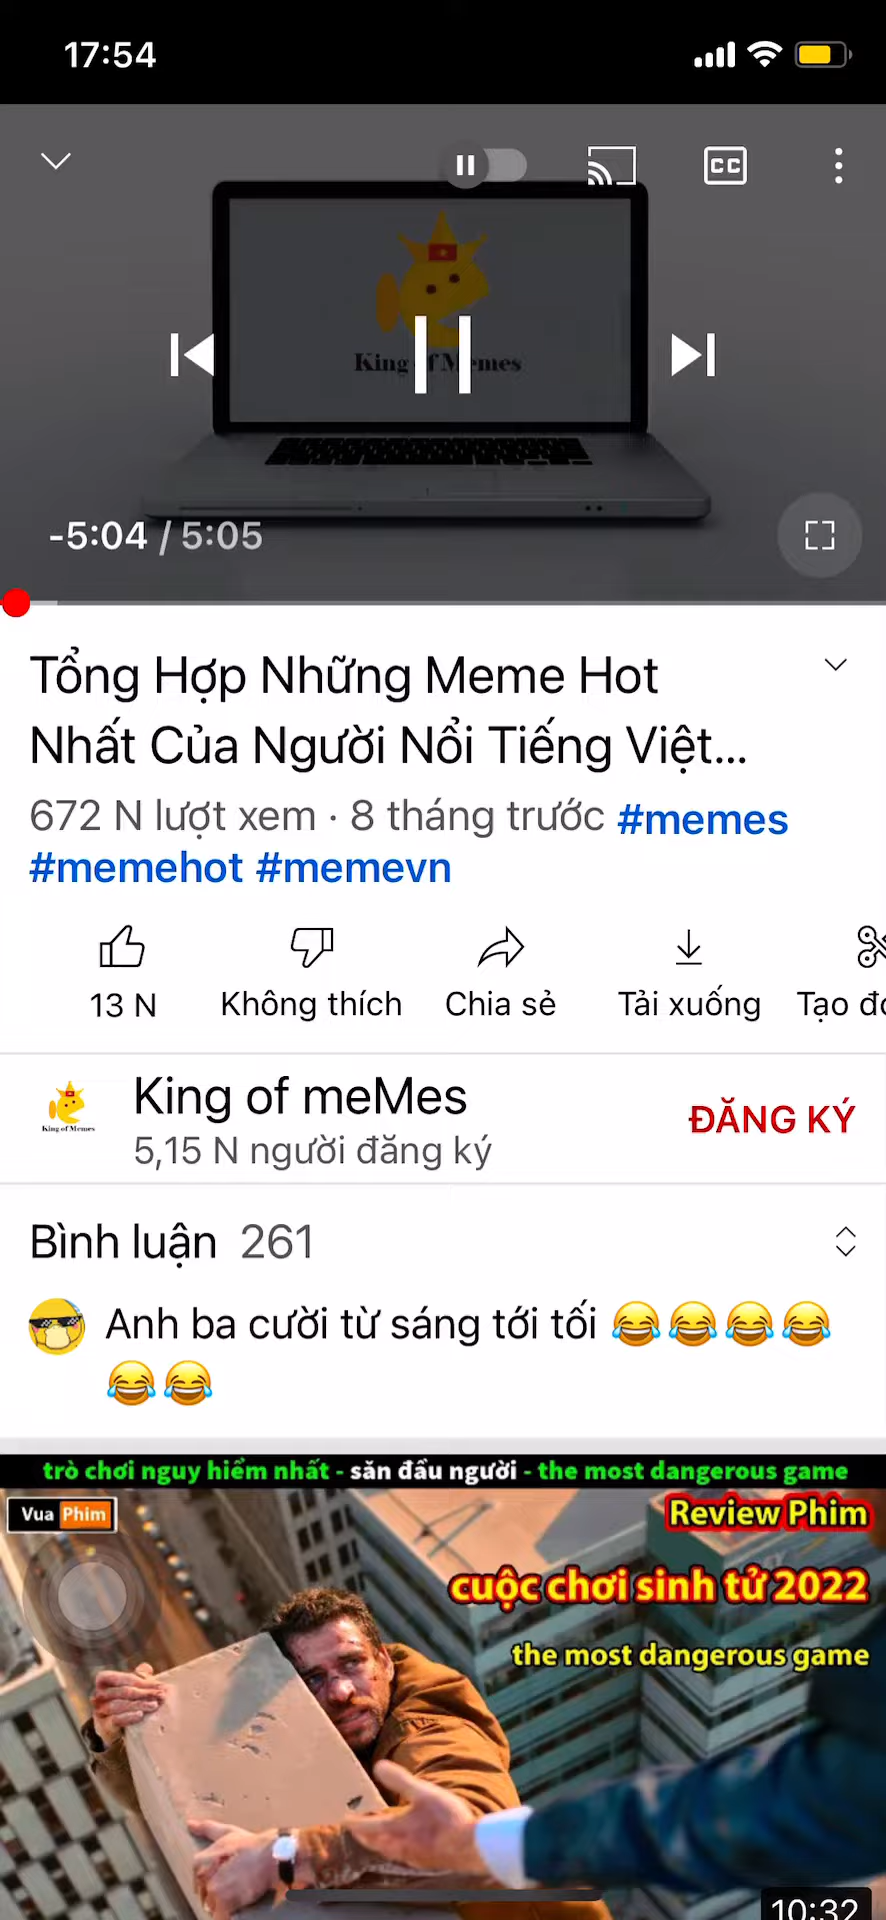 17:54
CC
King of Memes
-5:04 / 5:05
Tổng Hợp Những Meme Hot
Nhất Của Người Nổi Tiếng Việt...
672 N lượt xem · 8 tháng trước #memes
#memehot #memevn
13 N
Không thích
Chia sẻ
Tải xuống
Tạo đo
King of Memes
King of meMes
5,15 N người đăng ký
ĐĂNG KÝ
Bình luận 261
Anh ba cười từ sáng tới tối 😂😂😂😂
😂😂
trò chơi nguy hiểm nhất - săn đầu người - the most dangerous game
Vua Phim
Review Phim
cuộc chơi sinh tử 2022
the most dangerous game
10:32